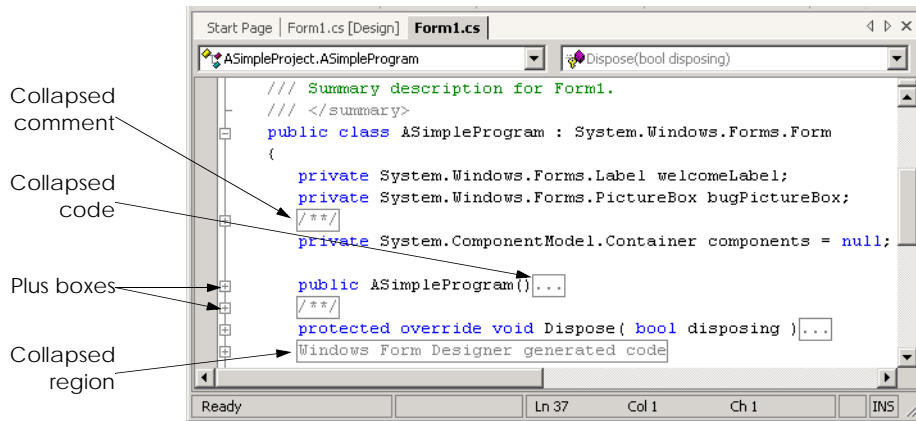 Start Page Form1.cs [Design] Form1.cs
ASimpleProject.ASimpleProgram Dispose(bool disposing)
/// Summary description for Form1.
/// </summary>
public class ASimpleProgram : System.Windows.Forms.Form
{
private System.Windows.Forms.Label welcomeLabel;
private System.Windows.Forms.PictureBox bugPictureBox;
/**/
private System.ComponentModel.Container components = null;
public ASimpleProgram()...
/**/
protected override void Dispose( bool disposing )...
Windows Form Designer generated code
Ready Ln 37 Col 1 Ch 1 INS
Collapsed
comment
Collapsed
code
Plus boxes
Collapsed
region